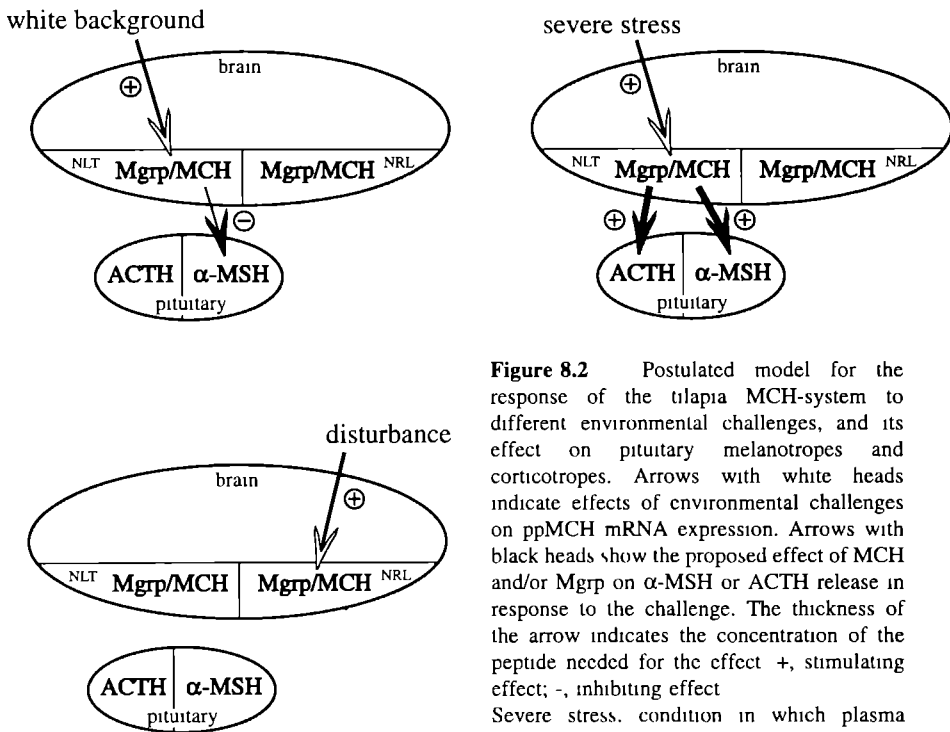 white background
brain
NLT Mgrp/MCH Mgrp/MCH NRL
ACTH α-MSH
pituitary
severe stress
brain
NLT Mgrp/MCH Mgrp/MCH NRL
ACTH α-MSH
pituitary
disturbance
brain
NLT Mgrp/MCH Mgrp/MCH NRL
ACTH α-MSH
pituitary
Figure 8.2 Postulated model for the
response of the tilapia MCH-system to
different environmental challenges, and its
effect on pituitary melanotropes and
corticotropes. Arrows with white heads
indicate effects of environmental challenges
on ppMCH mRNA expression. Arrows with
black heads show the proposed effect of MCH
and/or Mgrp on α-MSH or ACTH release in
response to the challenge. The thickness of
the arrow indicates the concentration of the
peptide needed for the effect +, stimulating
effect; -, inhibiting effect
Severe stress. condition in which plasma